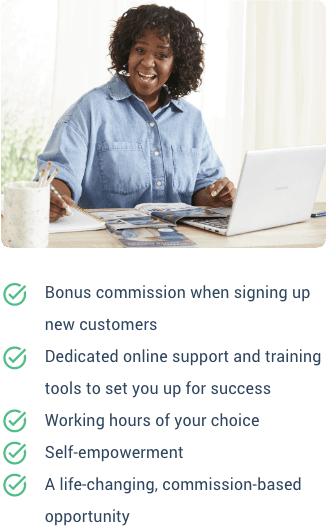 Bonus commission when signing up
new customers
Dedicated online support and training
tools to set you up for success
Working hours of your choice
Self-empowerment
A life-changing, commission-based
opportunity